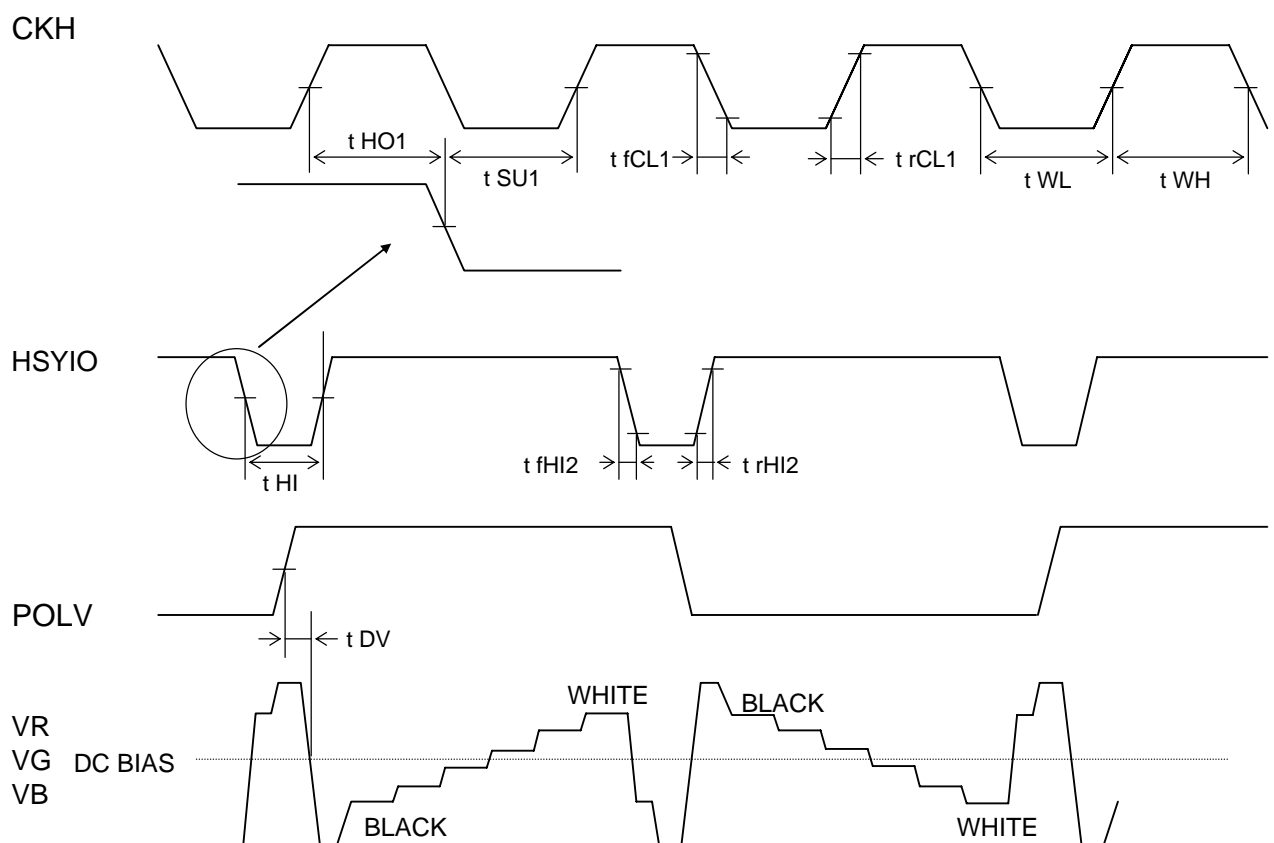 CKH
t HO1
t SU1
t fCL1
t rCL1
t WL
t WH
HSYIO
t HI
t fHI2
t rHI2
POLV
t DV
WHITE
BLACK
VR
VG
DC BIAS
VB
BLACK
WHITE